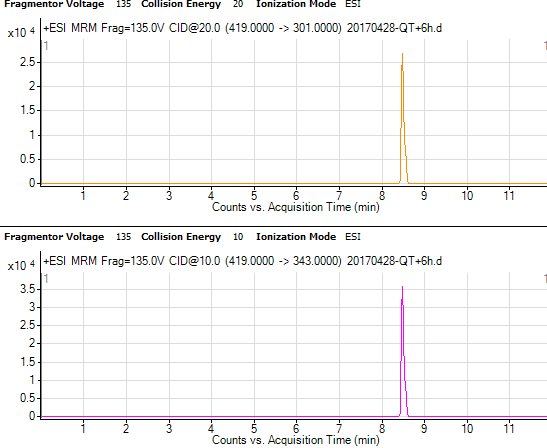 Fragmentor Voltage 135 Collision Energy 20 Ionization Mode ESI
x10 4 +ESI MRM Frag=135.0V CID@20.0 (419.0000 -> 301.0000) 20170428-QT+6h.d
1 1
2.5
2
1.5
1
0.5
0
1 2 3 4 5 6 7 8 9 10 11
Counts vs. Acquisition Time (min)
Fragmentor Voltage 135 Collision Energy 10 Ionization Mode ESI
x10 4 +ESI MRM Frag=135.0V CID@10.0 (419.0000 -> 343.0000) 20170428-QT+6h.d
1 1
3.5
3
2.5
2
1.5
1
0.5
0
1 2 3 4 5 6 7 8 9 10 11
Counts vs. Acquisition Time (min)